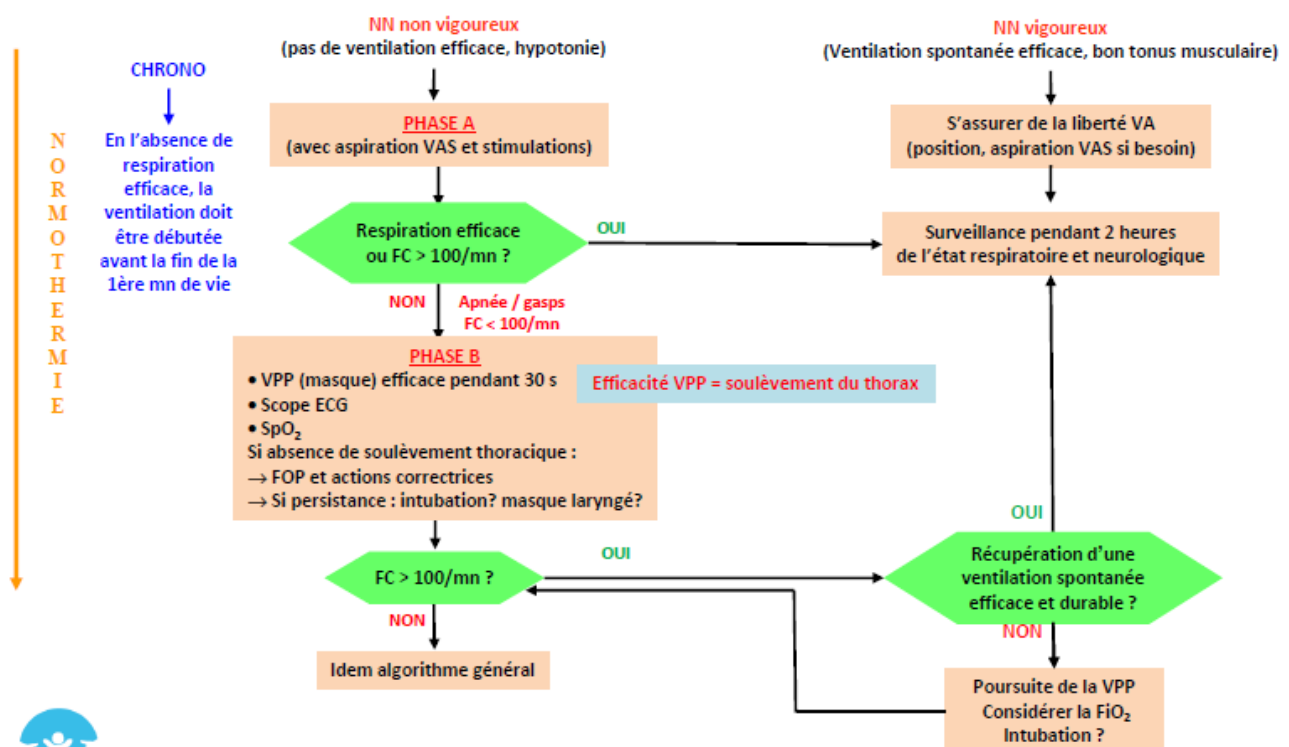 NN non vigoureux
(pas de ventilation efficace, hypotonie)
NN vigoureux
(Ventilation spontanée efficace, bon tonus musculaire)
CHRONO
En l’absence de
respiration
efficace, la
ventilation doit
être débutée
avant la fin de la
1ère mn de vie
N
O
R
M
O
T
H
E
R
M
I
E
PHASE A
(avec aspiration VAS et stimulations)
S’assurer de la liberté VA
(position, aspiration VAS si besoin)
Respiration efficace
ou FC > 100/mn ?
OUI
Surveillance pendant 2 heures
de l’état respiratoire et neurologique
NON
Apnée / gasps
FC < 100/mn
PHASE B
• VPP (masque) efficace pendant 30 s
• Scope ECG
• SpO₂
Si absence de soulèvement thoracique :
→ FOP et actions correctrices
→ Si persistance : intubation? masque laryngé?
Efficacité VPP = soulèvement du thorax
FC > 100/mn ?
OUI
OUI
Récupération d’une
ventilation spontanée
efficace et durable ?
NON
NON
Idem algorithme général
Poursuite de la VPP
Considérer la FiO₂
Intubation ?